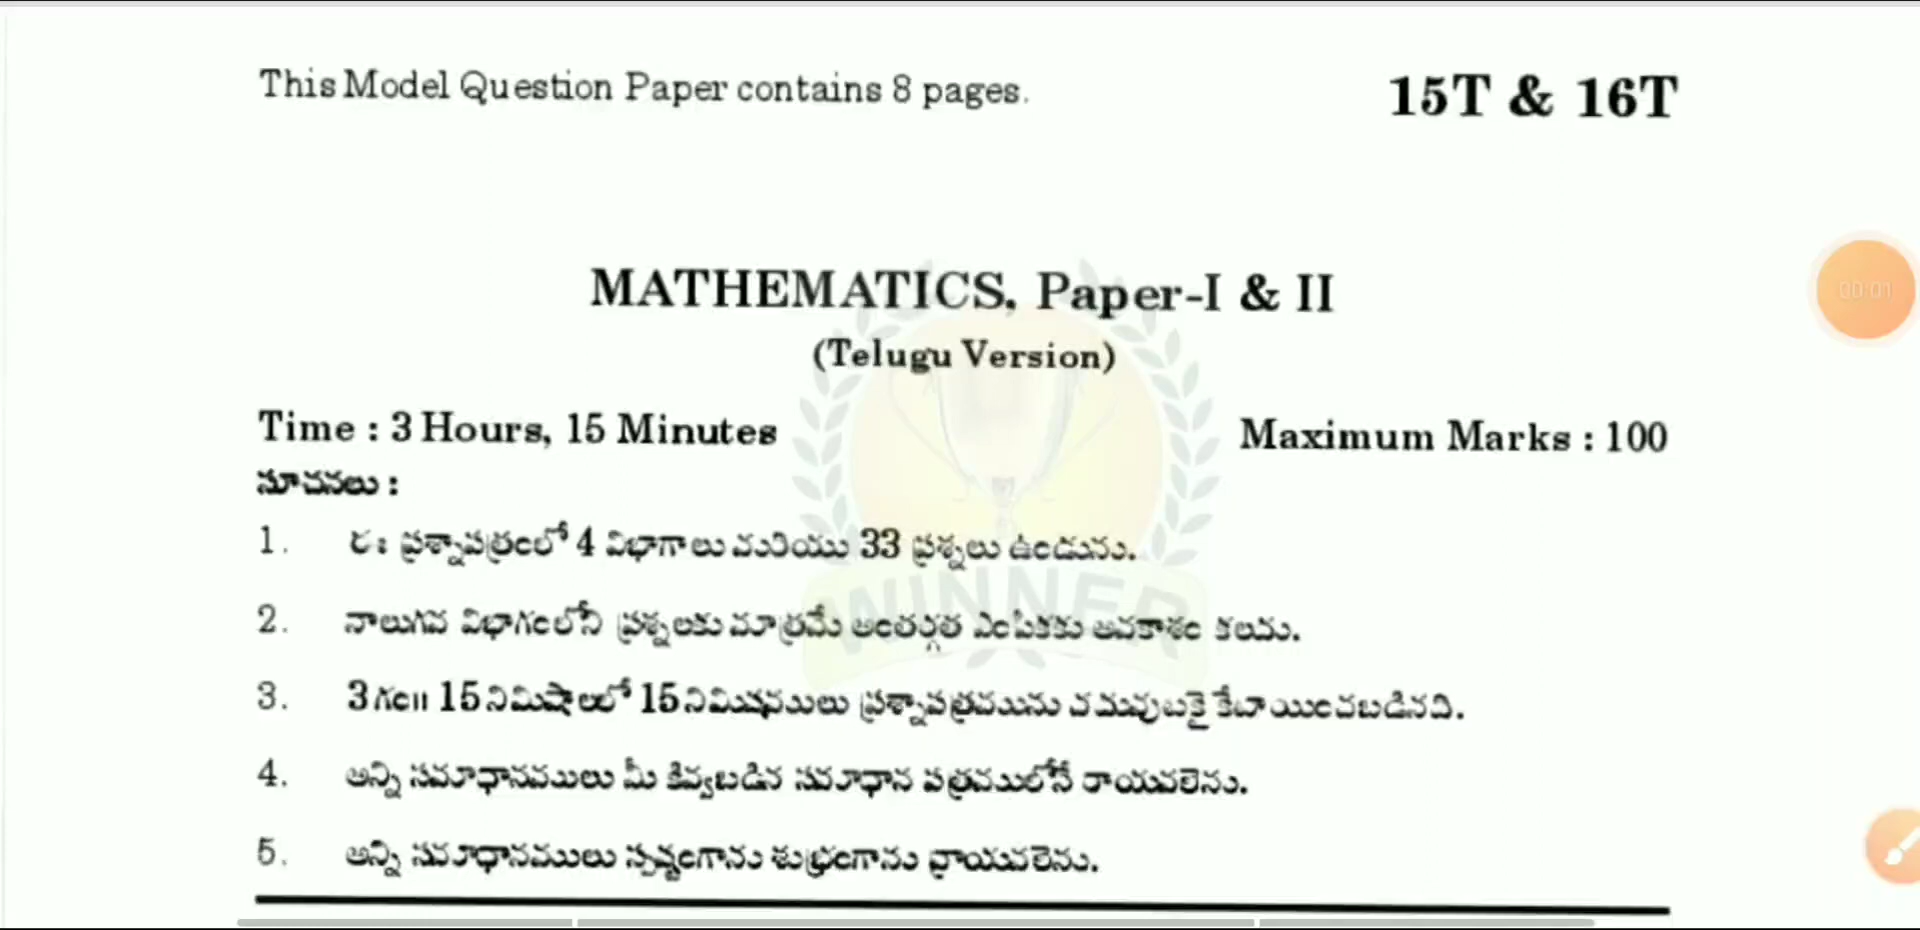 This Model Question Paper contains 8 pages.
15T & 16T
MATHEMATICS, Paper-I & II
(Telugu Version)
Time : 3 Hours, 15 Minutes
Maximum Marks : 100
సూచనలు :
1. ఈ ప్రశ్నాపత్రంలో 4 విభాగాలు మరియు 33 ప్రశ్నలు ఉండును.
2. నాలుగవ విభాగంలోని ప్రశ్నలకు మాత్రమే అంతర్గత ఎంపికకు అవకాశం కలదు.
3. 3 గం॥ 15 నిమిషాలలో 15 నిమిషములు ప్రశ్నాపత్రమును చదువుటకై కేటాయించబడినది.
4. అన్ని సమాధానములు మీ కివ్వబడిన సమాధాన పత్రములోనే రాయవలెను.
5. అన్ని సమాధానములు స్పష్టంగాను శుభ్రంగాను వ్రాయవలెను.
WINNER
00:01